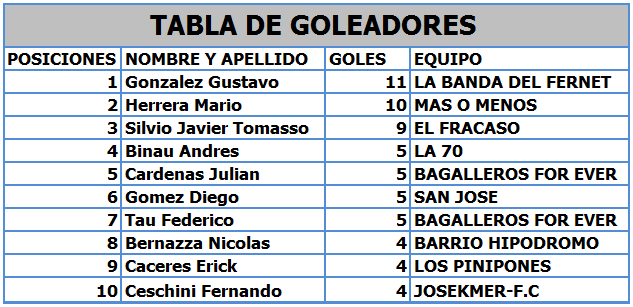 TABLA DE GOLEADORES
POSICIONES NOMBRE Y APELLIDO GOLES EQUIPO
1 Gonzalez Gustavo 11 LA BANDA DEL FERNET
2 Herrera Mario 10 MAS O MENOS
3 Silvio Javier Tomasso 9 EL FRACASO
4 Binau Andres 5 LA 70
5 Cardenas Julian 5 BAGALLEROS FOR EVER
6 Gomez Diego 5 SAN JOSE
7 Tau Federico 5 BAGALLEROS FOR EVER
8 Bernazza Nicolas 4 BARRIO HIPODROMO
9 Caceres Erick 4 LOS PINIPONES
10 Ceschini Fernando 4 JOSEKMER-F.C